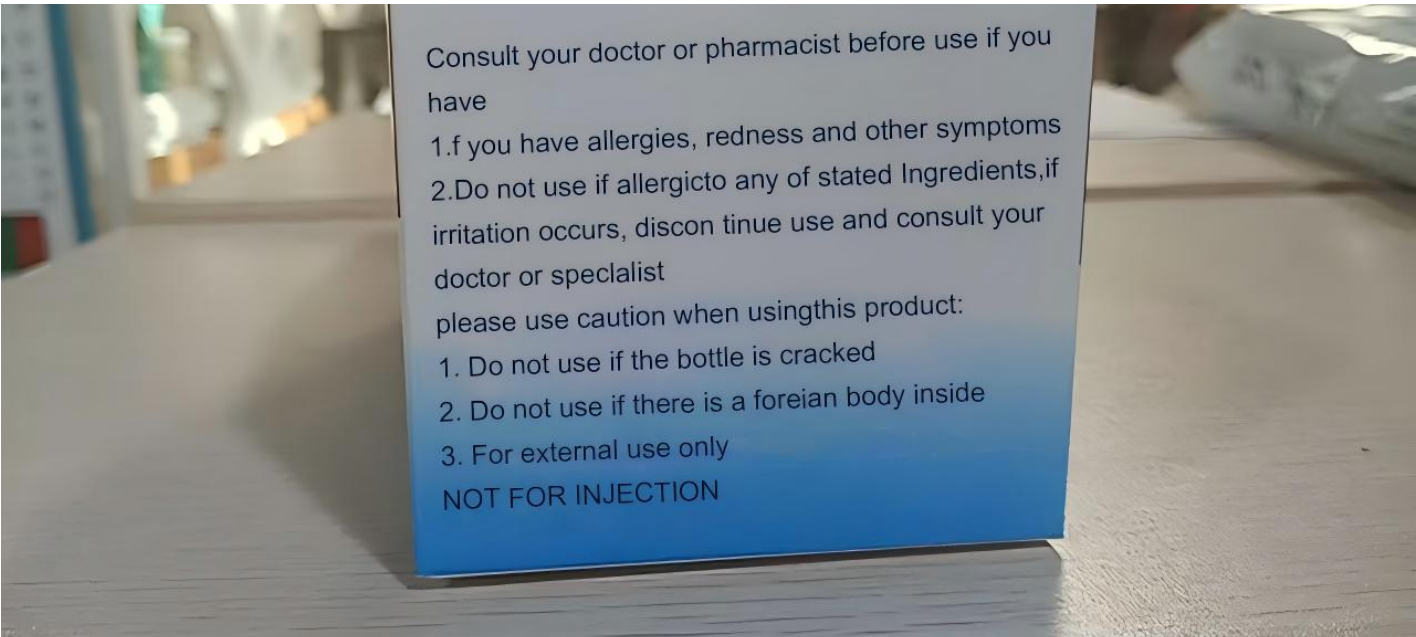 Consult your doctor or pharmacist before use if you
have
1.f you have allergies, redness and other symptoms
2.Do not use if allergicto any of stated Ingredients,if
irritation occurs, discon tinue use and consult your
doctor or speclalist
please use caution when usingthis product:
1. Do not use if the bottle is cracked
2. Do not use if there is a foreian body inside
3. For external use only
NOT FOR INJECTION